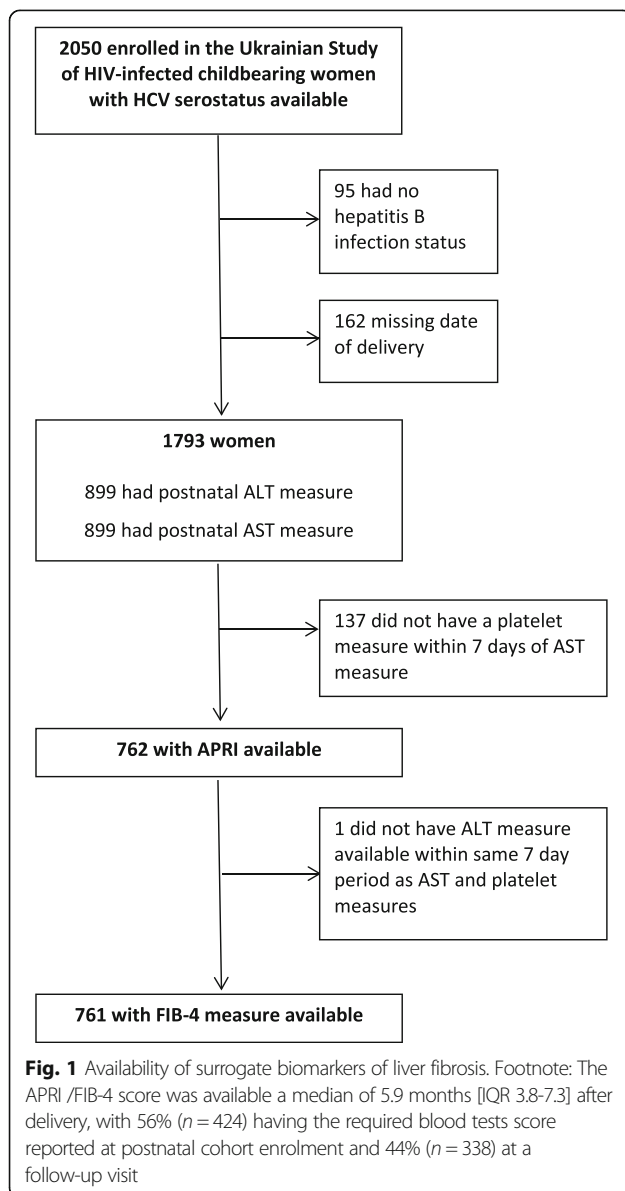 2050 enrolled in the Ukrainian Study
of HIV-infected childbearing women
with HCV serostatus available
95 had no
hepatitis B
infection status
162 missing date
of delivery
1793 women
899 had postnatal ALT measure
899 had postnatal AST measure
137 did not have a platelet
measure within 7 days of AST
measure
762 with APRI available
1 did not have ALT measure
available within same 7 day
period as AST and platelet
measures
761 with FIB-4 measure available
Fig. 1 Availability of surrogate biomarkers of liver fibrosis. Footnote: The
APRI /FIB-4 score was available a median of 5.9 months [IQR 3.8-7.3] after
delivery, with 56% (n = 424) having the required blood tests score
reported at postnatal cohort enrolment and 44% (n = 338) at a
follow-up visit